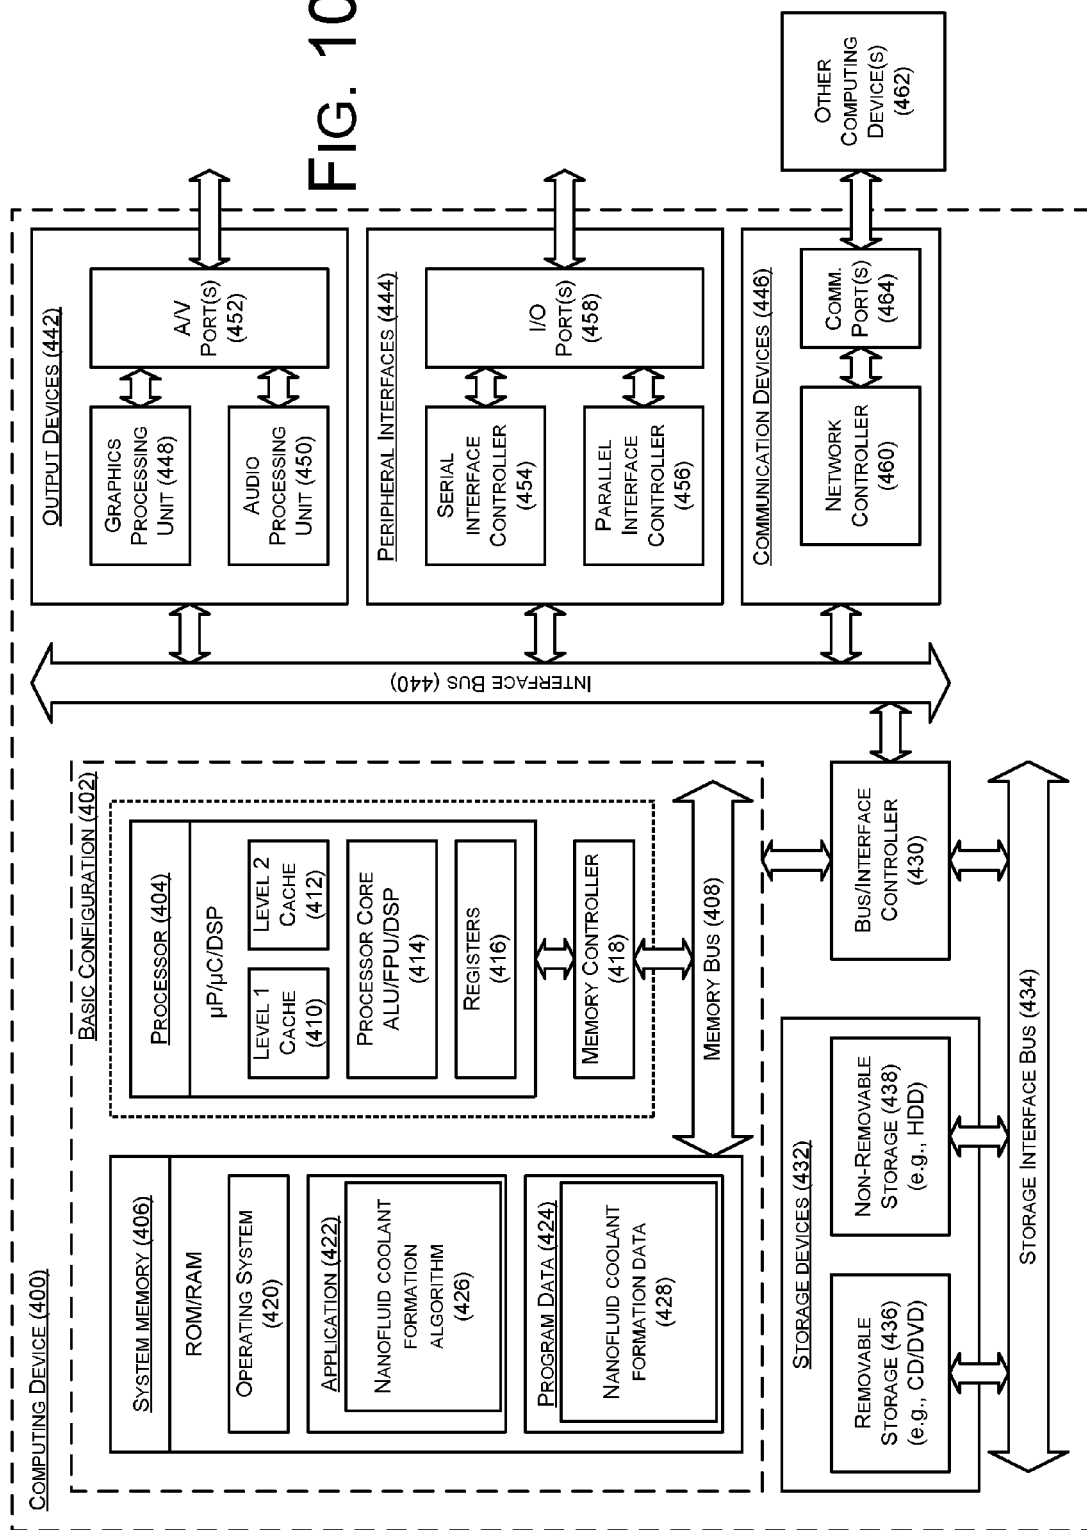 COMPUTING DEVICE (400)
BASIC CONFIGURATION (402)
SYSTEM MEMORY (406)
ROM/RAM
OPERATING SYSTEM
(420)
APPLICATION (422)
NANOFLUID COOLANT
FORMATION
ALGORITHM
(426)
PROGRAM DATA (424)
NANOFLUID COOLANT
FORMATION DATA
(428)
PROCESSOR (404)
µP/µC/DSP
LEVEL 1
CACHE
(410)
LEVEL 2
CACHE
(412)
PROCESSOR CORE
ALU/FPU/DSP
(414)
REGISTERS
(416)
MEMORY CONTROLLER
(418)
MEMORY BUS (408)
STORAGE DEVICES (432)
REMOVABLE
STORAGE (436)
(e.g., CD/DVD)
NON-REMOVABLE
STORAGE (438)
(e.g., HDD)
BUS/INTERFACE
CONTROLLER
(430)
STORAGE INTERFACE BUS (434)
INTERFACE BUS (440)
OUTPUT DEVICES (442)
GRAPHICS
PROCESSING
UNIT (448)
AUDIO
PROCESSING
UNIT (450)
A/V
PORT(S)
(452)
PERIPHERAL INTERFACES (444)
SERIAL
INTERFACE
CONTROLLER
(454)
PARALLEL
INTERFACE
CONTROLLER
(456)
I/O
PORT(S)
(458)
COMMUNICATION DEVICES (446)
NETWORK
CONTROLLER
(460)
COMM.
PORT(S)
(464)
OTHER
COMPUTING
DEVICE(S)
(462)
FIG. 10